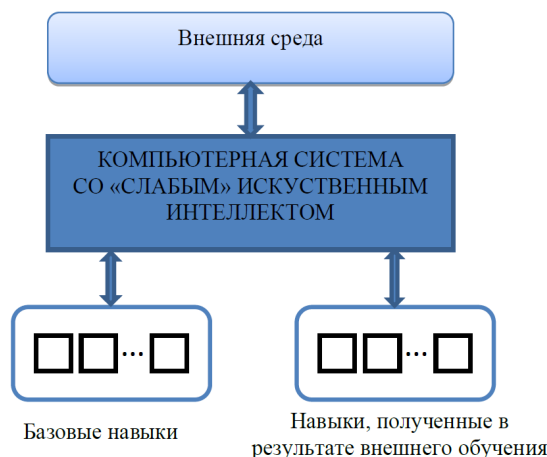 Внешняя среда
КОМПЬЮТЕРНАЯ СИСТЕМА
СО «СЛАБЫМ» ИСКУСТВЕННЫМ
ИНТЕЛЛЕКТОМ
...
...
Базовые навыки
Навыки, полученные в
результате внешнего обучения